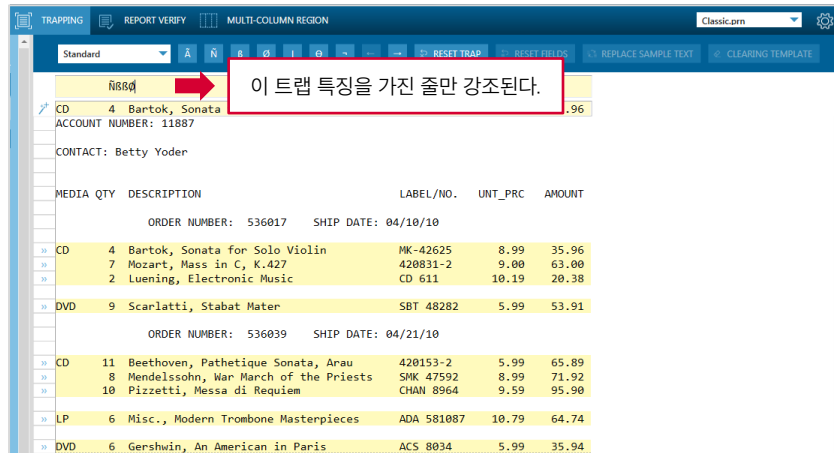 TRAPPING REPORT VERIFY MULTI-COLUMN REGION Classic.prn
Standard Ã Ñ ß Ø | Θ ¬ ← → RESET TRAP RESET FIELDS REPLACE SAMPLE TEXT CLEARING TEMPLATE
ÑßßØ
이 트랩 특징을 가진 줄만 강조된다.
CD 4 Bartok, Sonata .96
ACCOUNT NUMBER: 11887
CONTACT: Betty Yoder
MEDIA QTY DESCRIPTION LABEL/NO. UNT_PRC AMOUNT
ORDER NUMBER: 536017 SHIP DATE: 04/10/10
» CD 4 Bartok, Sonata for Solo Violin MK-42625 8.99 35.96
» 7 Mozart, Mass in C, K.427 420831-2 9.00 63.00
» 2 Luening, Electronic Music CD 611 10.19 20.38
» DVD 9 Scarlatti, Stabat Mater SBT 48282 5.99 53.91
ORDER NUMBER: 536039 SHIP DATE: 04/21/10
» CD 11 Beethoven, Pathetique Sonata, Arau 420153-2 5.99 65.89
» 8 Mendelssohn, War March of the Priests SMK 47592 8.99 71.92
» 10 Pizzetti, Messa di Requiem CHAN 8964 9.59 95.90
» LP 6 Misc., Modern Trombone Masterpieces ADA 581087 10.79 64.74
» DVD 6 Gershwin, An American in Paris ACS 8034 5.99 35.94